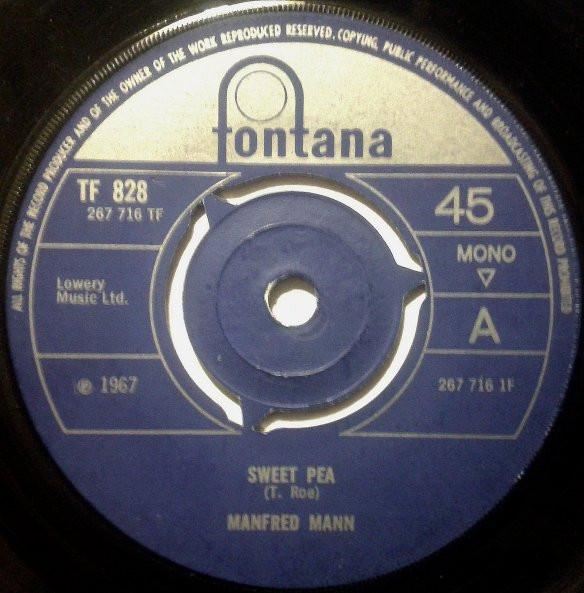 ALL RIGHTS OF THE RECORD PRODUCER AND OF THE OWNER OF THE WORK REPRODUCED RESERVED. COPYING, PUBLIC PERFORMANCE AND BROADCASTING OF THIS RECORD PROHIBITED
fontana
TF 828
267 716 TF
45
MONO
Lowery
Music Ltd.
A
℗ 1967
267 716 1F
SWEET PEA
(T. Roe)
MANFRED MANN